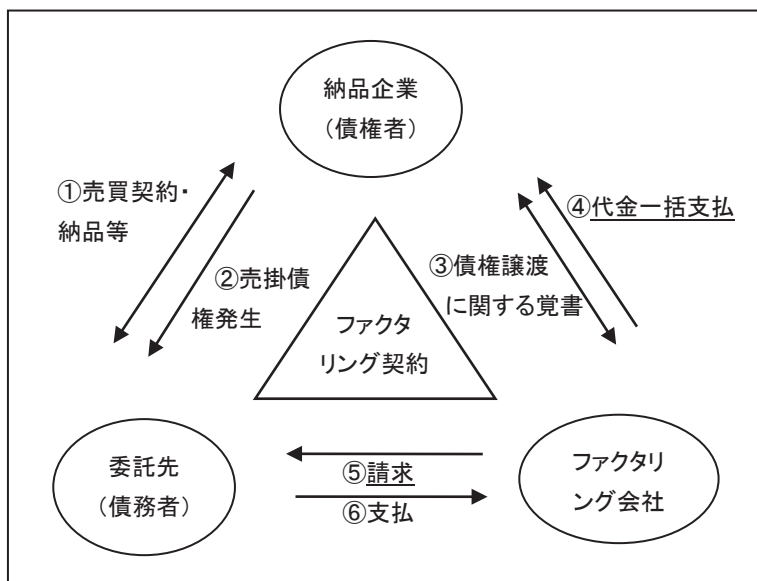 納品企業
（債権者）
①売買契約・
納品等
④代金一括支払
②売掛債
権発生
③債権譲渡
に関する覚書
ファクタ
リング契約
委託先
（債務者）
⑤請求
⑥支払
ファクタリ
ング会社